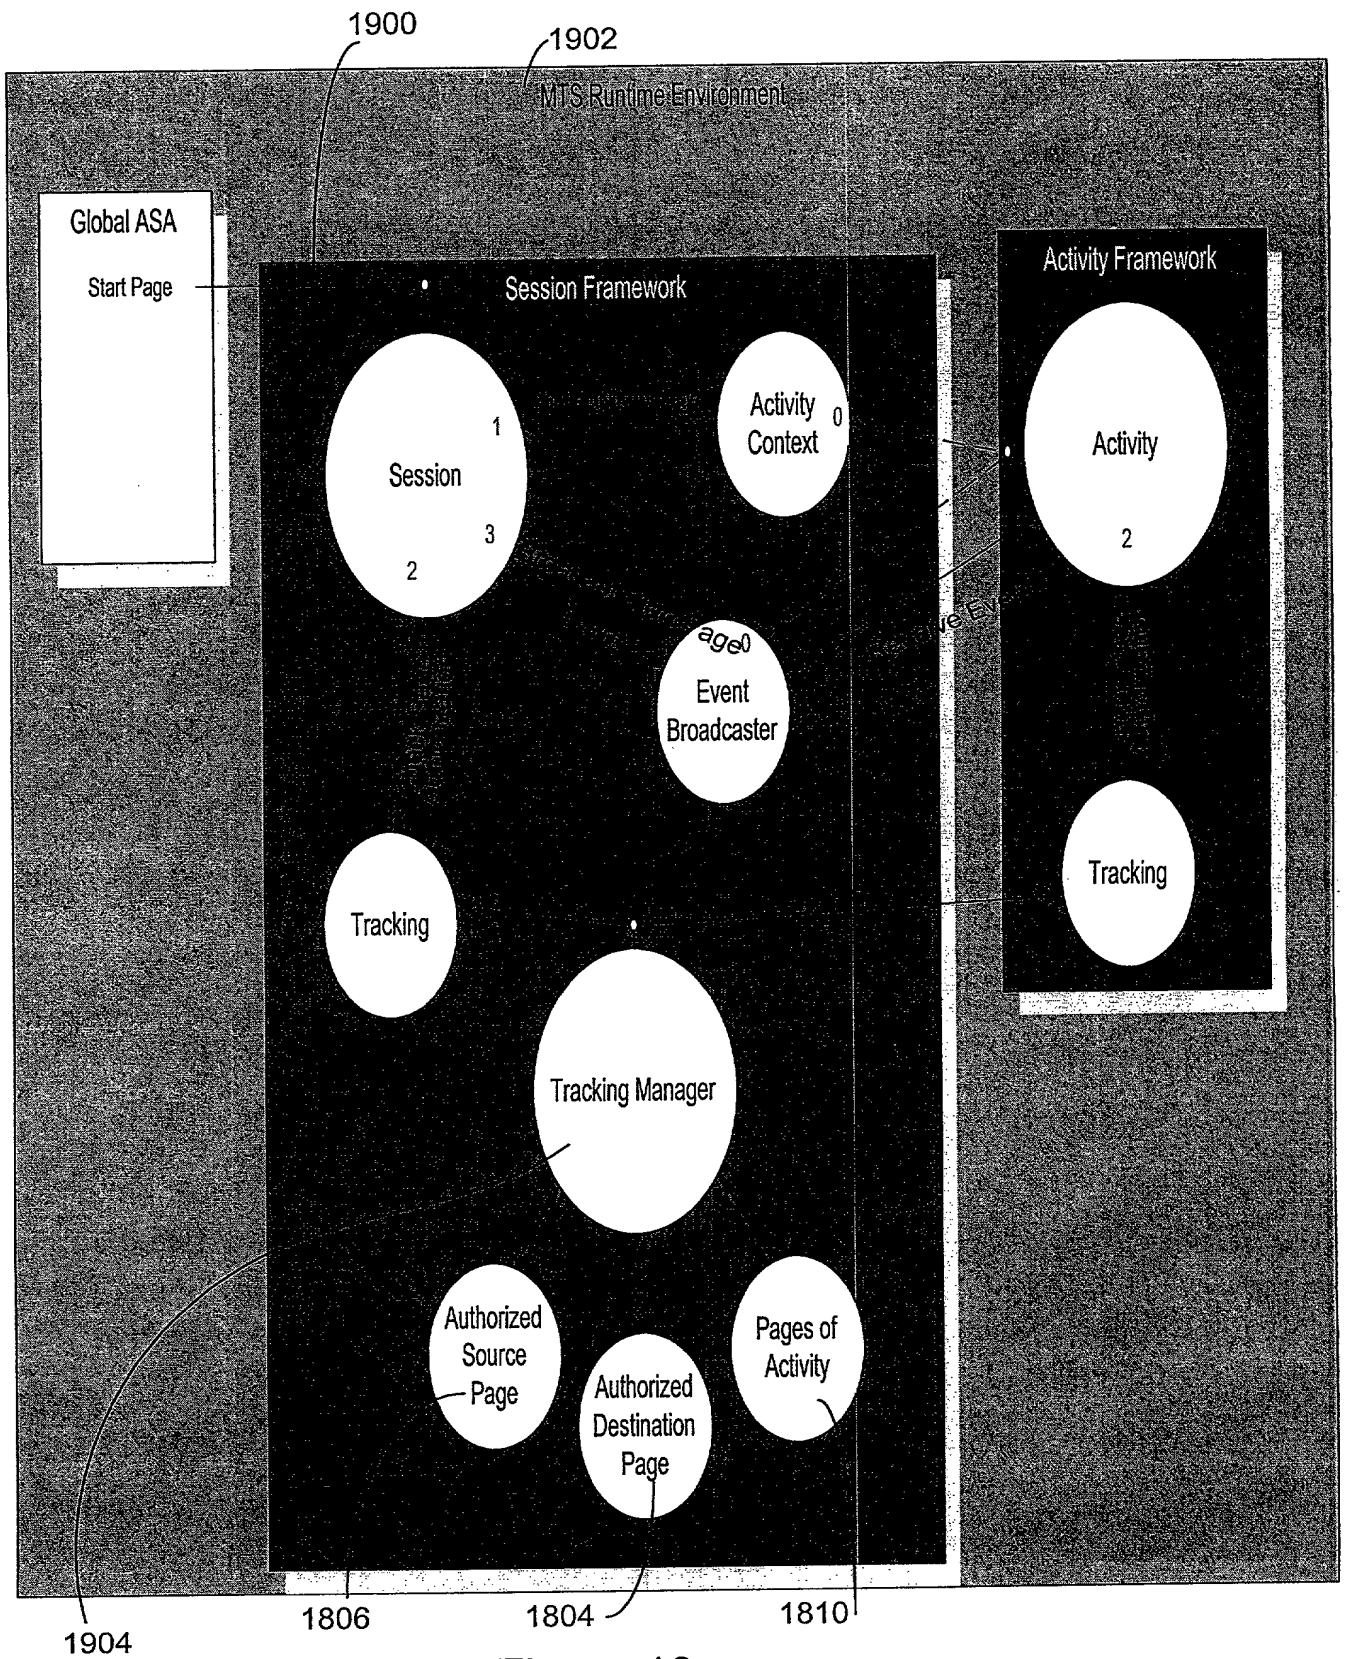 1900
1902
MTS Runtime Environment
Global ASA
Start Page
Session Framework
Activity Framework
Activity
Context
0
1
Session
3
2
Activity
2
age
0
Event
Broadcaster
Tracking
Tracking
Tracking Manager
Authorized
Source
Page
Authorized
Destination
Page
Pages of
Activity
1806
1804
1810
1904